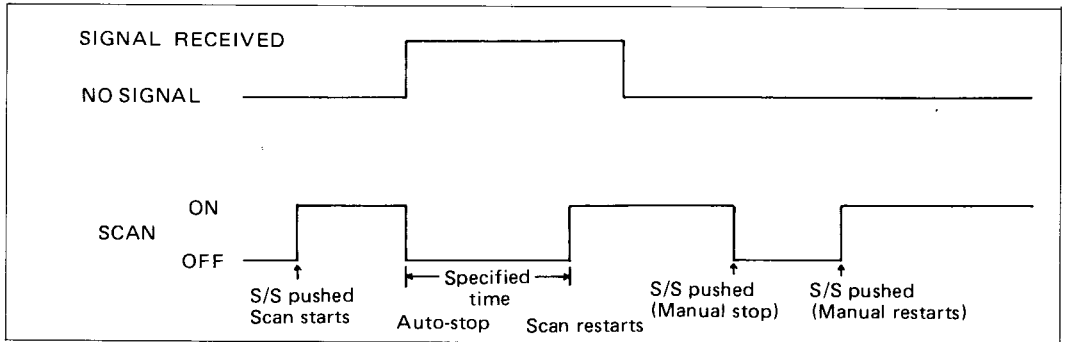 SIGNAL RECEIVED
NO SIGNAL
ON
SCAN
OFF
S/S pushed
Scan starts
Specified
time
Auto-stop
Scan restarts
S/S pushed
(Manual stop)
S/S pushed
(Manual restarts)